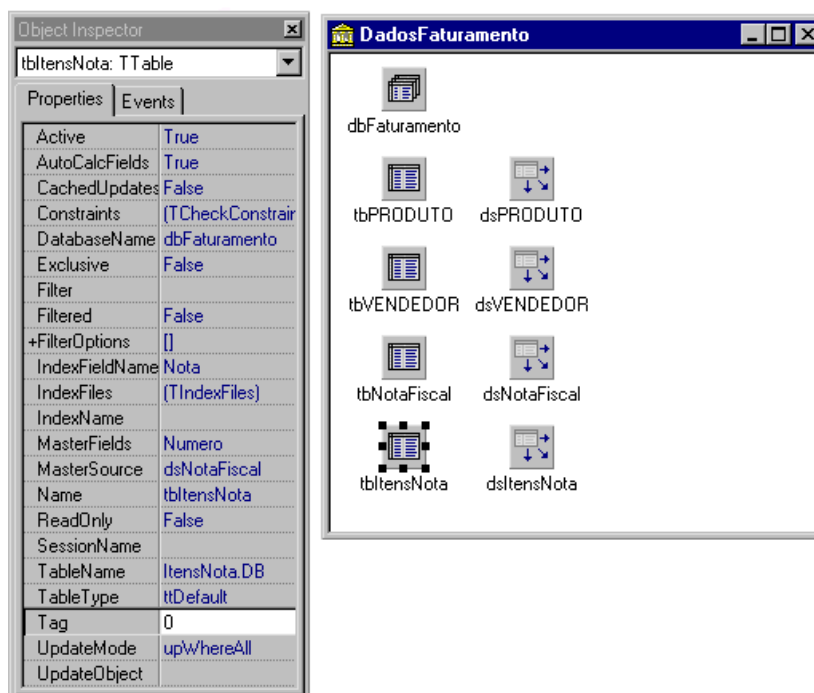 Object Inspector
tbItensNota: TTable
Properties Events
Active True
AutoCalcFields True
CachedUpdates False
Constraints (TCheckConstrain
DatabaseName dbFaturamento
Exclusive False
Filter
Filtered False
+FilterOptions []
IndexFieldName Nota
IndexFiles (TIndexFiles)
IndexName
MasterFields Numero
MasterSource dsNotaFiscal
Name tbItensNota
ReadOnly False
SessionName
TableName ItensNota.DB
TableType ttDefault
Tag 0
UpdateMode upWhereAll
UpdateObject
DadosFaturamento
dbFaturamento
tbPRODUTO dsPRODUTO
tbVENDEDOR dsVENDEDOR
tbNotaFiscal dsNotaFiscal
tbItensNota dsItensNota